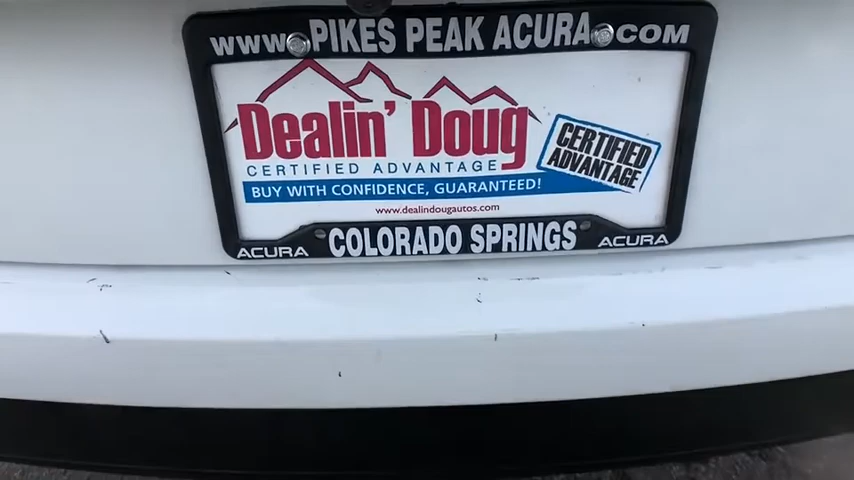 WWW.PIKES PEAK ACURA.COM
Dealin' Doug
CERTIFIED ADVANTAGE
CERTIFIED
ADVANTAGE
BUY WITH CONFIDENCE, GUARANTEED!
www.dealindougautos.com
ACURA COLORADO SPRINGS ACURA